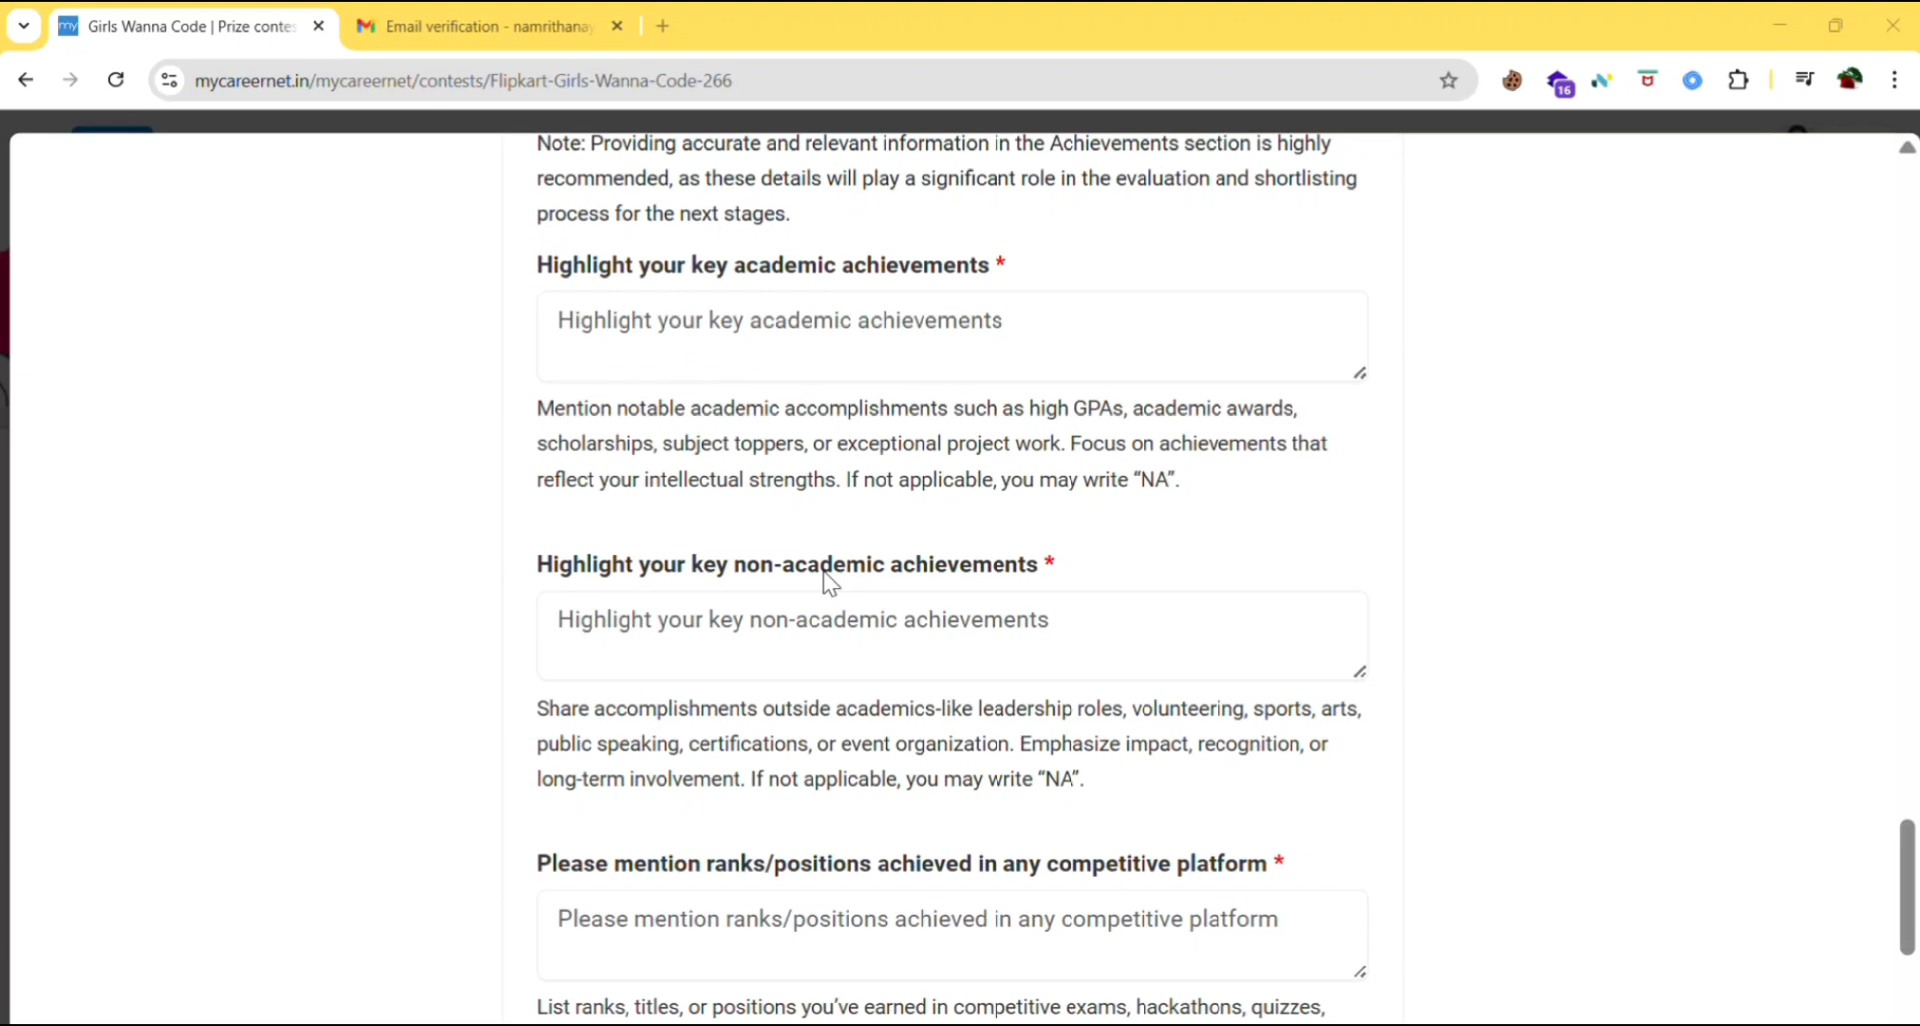 Girls Wanna Code | Prize contes
Email verification - namrithana
mycareernet.in/mycareernet/contests/Flipkart-Girls-Wanna-Code-266
16
Note: Providing accurate and relevant information in the Achievements section is highly
recommended, as these details will play a significant role in the evaluation and shortlisting
process for the next stages.
Highlight your key academic achievements *
Highlight your key academic achievements
Mention notable academic accomplishments such as high GPAs, academic awards,
scholarships, subject toppers, or exceptional project work. Focus on achievements that
reflect your intellectual strengths. If not applicable, you may write “NA”.
Highlight your key non-academic achievements *
Highlight your key non-academic achievements
Share accomplishments outside academics-like leadership roles, volunteering, sports, arts,
public speaking, certifications, or event organization. Emphasize impact, recognition, or
long-term involvement. If not applicable, you may write “NA”.
Please mention ranks/positions achieved in any competitive platform *
Please mention ranks/positions achieved in any competitive platform
List ranks, titles, or positions you’ve earned in competitive exams, hackathons, quizzes,